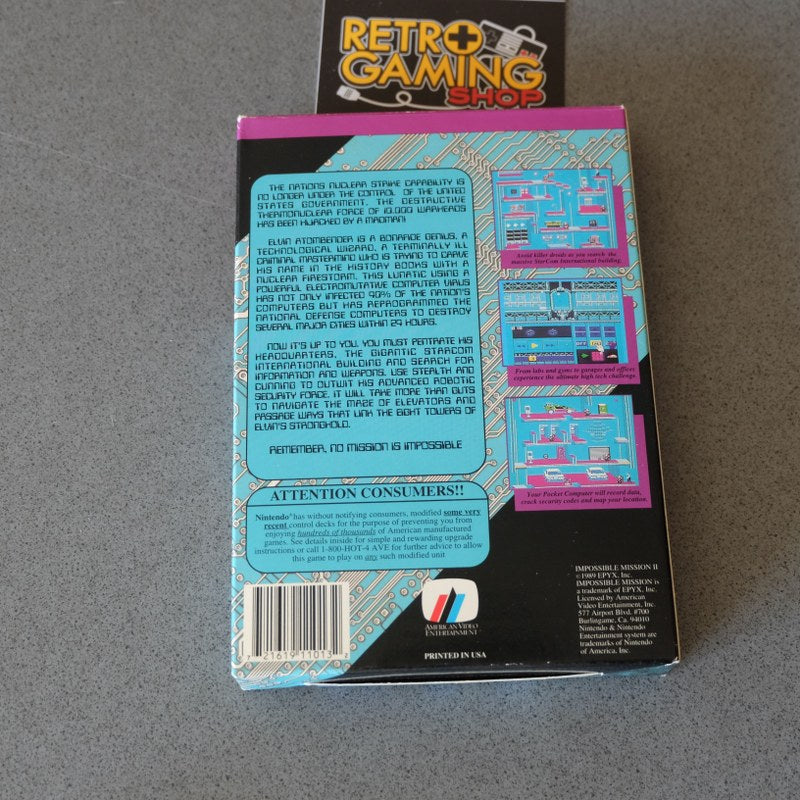 RETRO
GAMING
SHOP
THE NATIONS NUCLEAR STRIKE CAPABILITY IS
NO LONGER UNDER THE CONTROL OF THE UNITED
STATES GOVERNMENT. THE DESTRUCTIVE
THERMONUCLEAR FORCE OF 10,000 WARHEADS
HAS BEEN HIJACKED BY A MADMAN!
ELVIN ATOMBENDER IS A BONAFIDE GENIUS, A
TECHNOLOGICAL WIZARD, A TERMINALLY ILL
CRIMINAL MASTERMIND WHO IS TRYING TO CARVE
HIS NAME IN THE HISTORY BOOKS WITH A
NUCLEAR FIRESTORM. THIS LUNATIC USING A
POWERFUL ELECTROMUTATIVE COMPUTER VIRUS
HAS NOT ONLY INFECTED 90% OF THE NATION'S
COMPUTERS BUT HAS REPROGRAMMED THE
NATIONAL DEFENSE COMPUTERS TO DESTROY
SEVERAL MAJOR CITIES WITHIN 24 HOURS.
NOW IT'S UP TO YOU. YOU MUST PENTRATE HIS
HEADQUARTERS, THE GIGANTIC STARCOM
INTERNATIONAL BUILDING AND SEARCH FOR
INFORMATION AND WEAPONS. USE STEALTH AND
CUNNING TO OUTWIT HIS ADVANCED ROBOTIC
SECURITY FORCE. IT WILL TAKE MORE THAN GUTS
TO NAVIGATE THE MAZE OF ELEVATORS AND
PASSAGE WAYS THAT LINK THE EIGHT TOWERS OF
ELVIN'S STRONGHOLD.
REMEMBER, NO MISSION IS IMPOSSIBLE
Avoid killer droids as you search the
massive StarCom International building.
OFF
From labs and gyms to garages and offices
experience the ultimate high tech challenge.
Your Pocket Computer will record data,
crack security codes and map your location.
ATTENTION CONSUMERS!!
Nintendo® has without notifying consumers, modified some very
recent control decks for the purpose of preventing you from
enjoying hundreds of thousands of American manufactured
games. See details iniside for simple and rewarding upgrade
instructions or call 1-800-HOT-4 AVE for further advice to allow
this game to play on any such modified unit
7 21619 11013 2
AMERICAN VIDEO
ENTERTAINMENT
PRINTED IN USA
IMPOSSIBLE MISSION II
© 1989 EPYX, Inc.
IMPOSSIBLE MISSION is
a trademark of EPYX, Inc.
Licensed by American
Video Entertainment, Inc.
577 Airport Blvd. #700
Burlingame, Ca. 94010
Nintendo & Nintendo
Entertainment system are
trademarks of Nintendo
of America, Inc.